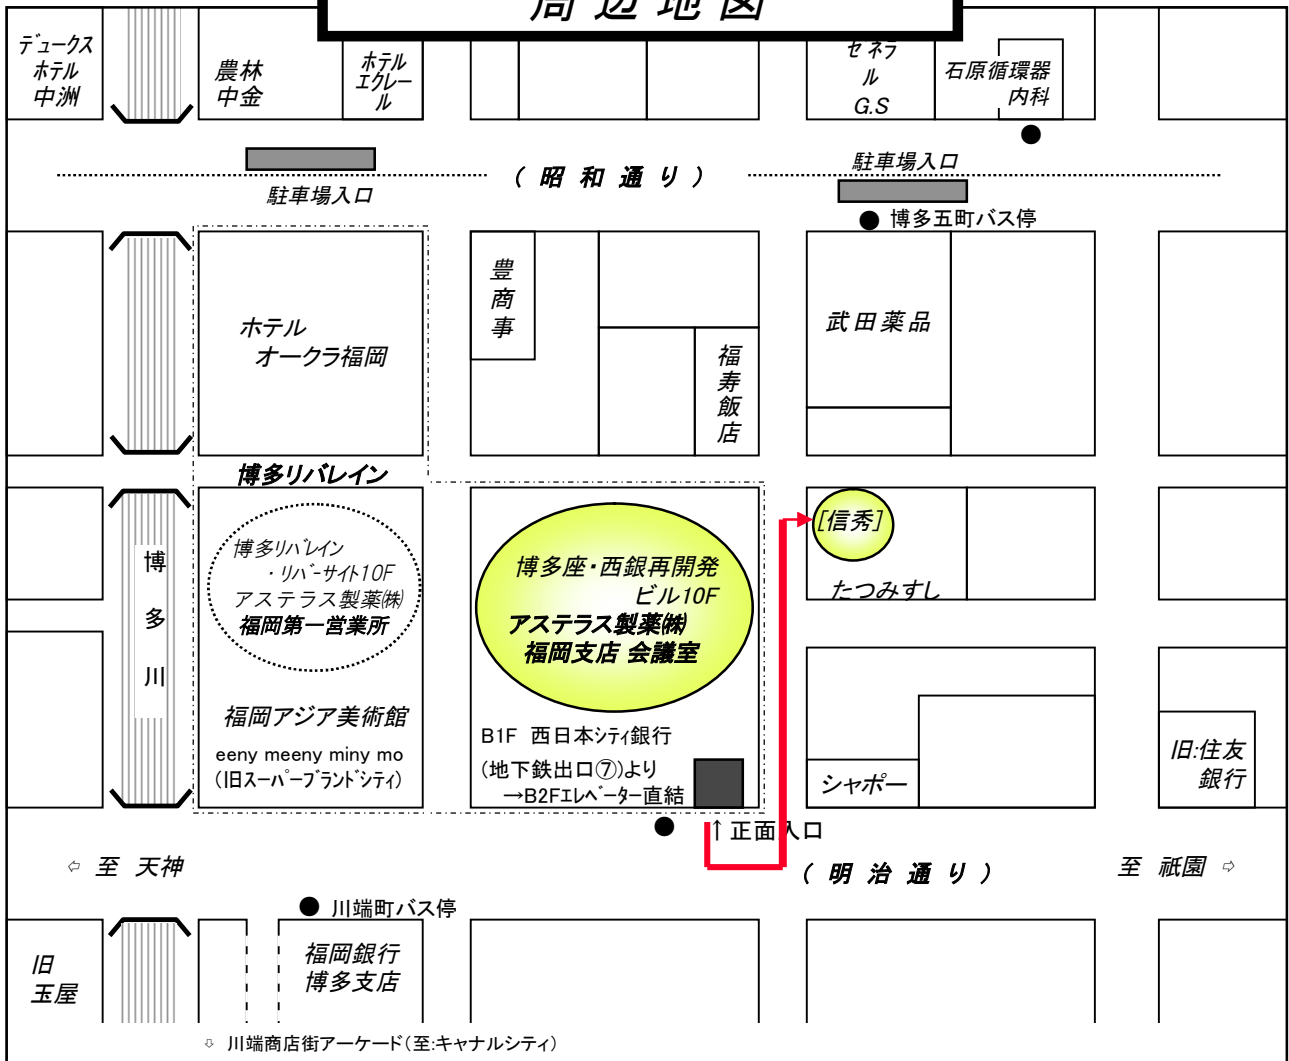 周辺地図
デュークス
ホテル
中洲
農林
中金
ホテル
エクレー
ル
セネラ
ル
G.S
石原循環器
内科
駐車場入口
(昭和通り)
駐車場入口
博多五町バス停
ホテル
オークラ福岡
豊
商
事
福
寿
飯
店
武田薬品
博多リバレイン
博
多
川
博多リバレイン
・リバーサイト10F
アステラス製薬㈱
福岡第一営業所
福岡アジア美術館
eeny meeny miny mo
(旧スーパーブランドシティ)
博多座・西銀再開発
ビル10F
アステラス製薬㈱
福岡支店 会議室
B1F 西日本シティ銀行
(地下鉄出口⑦)より
→B2Fエレベーター直結
↑正面入口
[信秀]
たつみすし
シャポー
旧:住友
銀行
⇦ 至 天神
(明治通り)
至 祇園 ⇨
川端町バス停
旧
玉屋
福岡銀行
博多支店
⇩ 川端商店街アーケード(至:キャナルシティ)